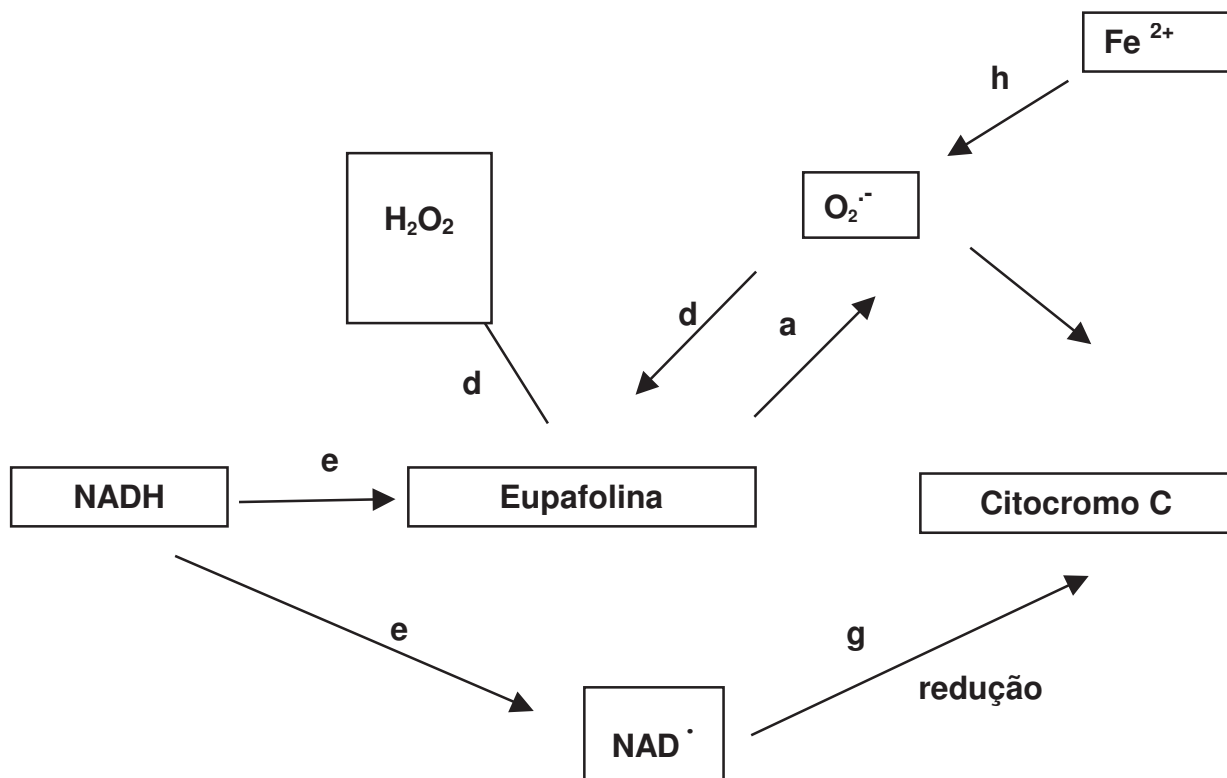 Fe 2+
h
H₂O₂
O₂·-
d
a
d
e
NADH
Eupafolina
Citocromo C
e
g
redução
NAD ·